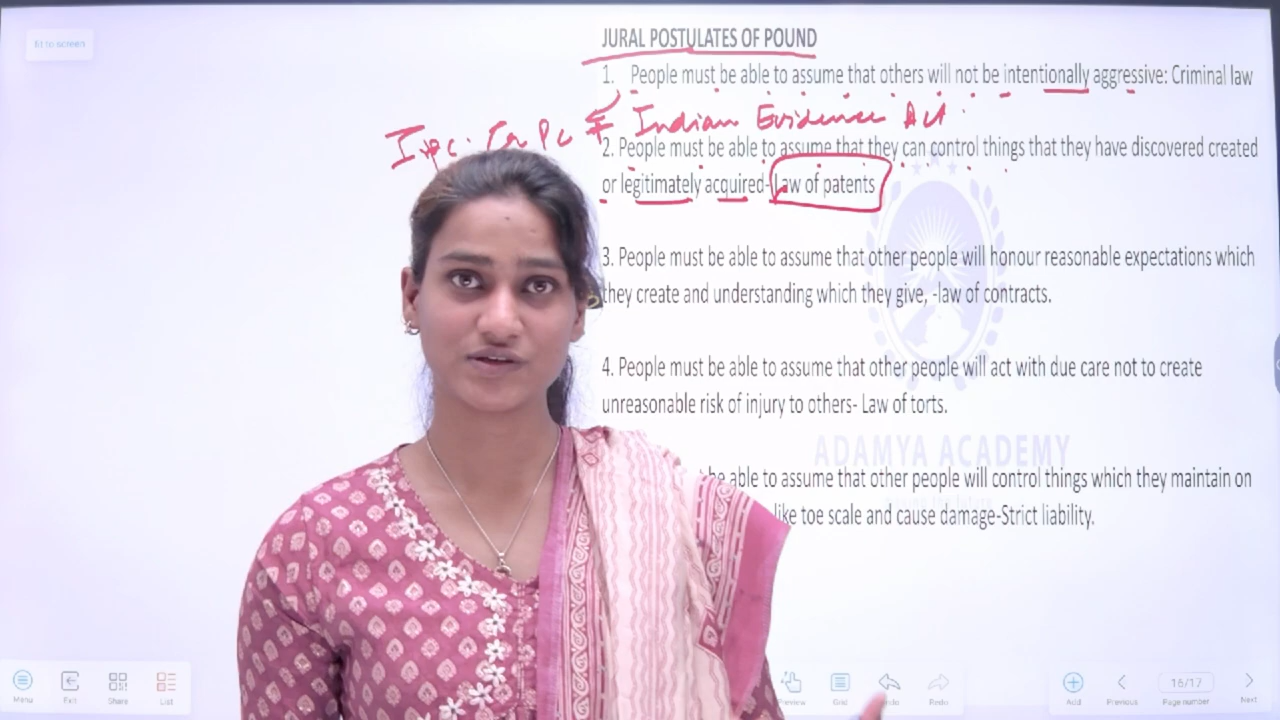 fit to screen
JURAL POSTULATES OF POUND
1. People must be able to assume that others will not be intentionally aggressive: Criminal law
Ipc. CrPC & Indian Evidence Act
2. People must be able to assume that they can control things that they have discovered created
or legitimately acquired- Law of patents
3. People must be able to assume that other people will honour reasonable expectations which
they create and understanding which they give, -law of contracts.
4. People must be able to assume that other people will act with due care not to create
unreasonable risk of injury to others- Law of torts.
ADAMYA ACADEMY
be able to assume that other people will control things which they maintain on
like toe scale and cause damage-Strict liability.
Menu
Exit
Share
List
Preview
Grid
Undo
Redo
Add
Previous
16/17
Page number
Next